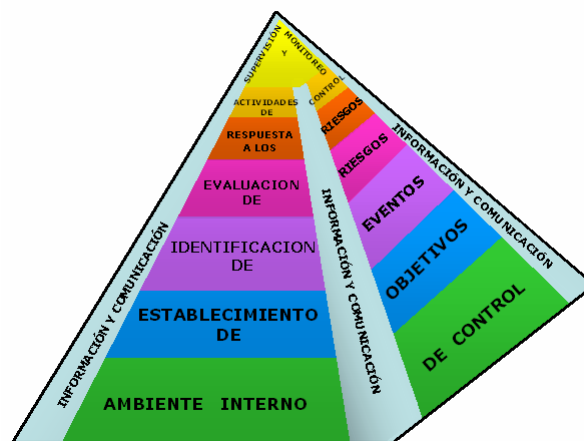 SUPERVISIÓN
Y
MONITOREO
ACTIVIDADES
DE
CONTROL
RESPUESTA
A LOS
RIESGOS
EVALUACION
DE
RIESGOS
IDENTIFICACION
DE
EVENTOS
ESTABLECIMIENTO
DE
OBJETIVOS
AMBIENTE INTERNO
DE CONTROL
INFORMACIÓN Y COMUNICACIÓN
INFORMACIÓN Y COMUNICACIÓN
INFORMACIÓN Y COMUNICACIÓN